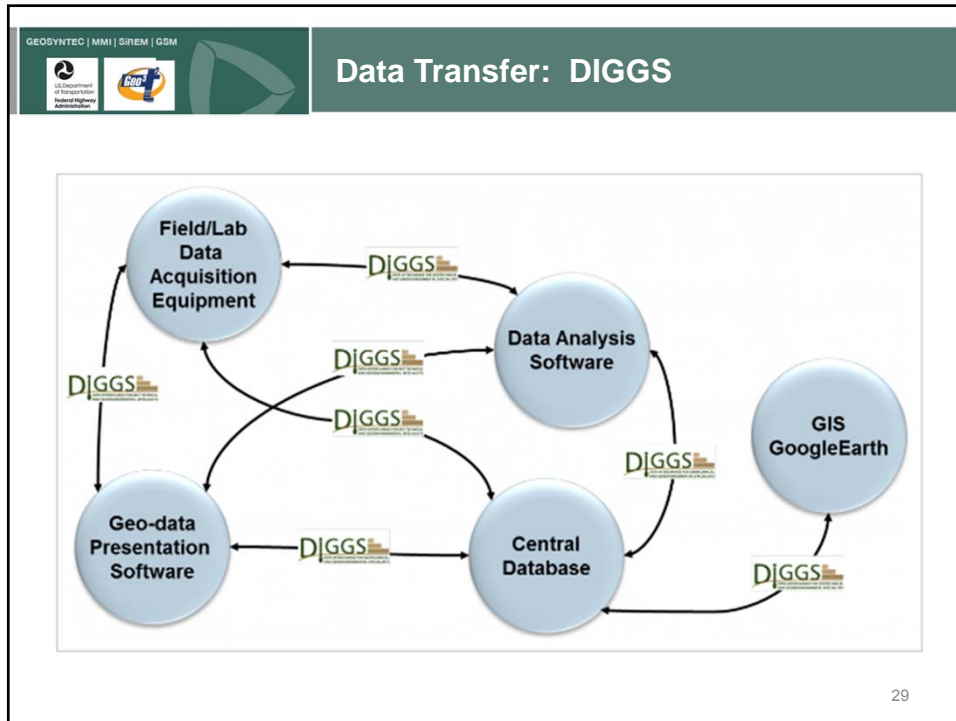 GEOSYNTEC | MMI | SiREM | GSM
U.S. Department
of Transportation
Federal Highway
Administration
Geo3T2
Data Transfer: DIGGS
Field/Lab
Data
Acquisition
Equipment
DIGGS
Data Analysis
Software
DIGGS
DIGGS
DIGGS
GIS
GoogleEarth
DIGGS
Geo-data
Presentation
Software
DIGGS
Central
Database
DIGGS
29